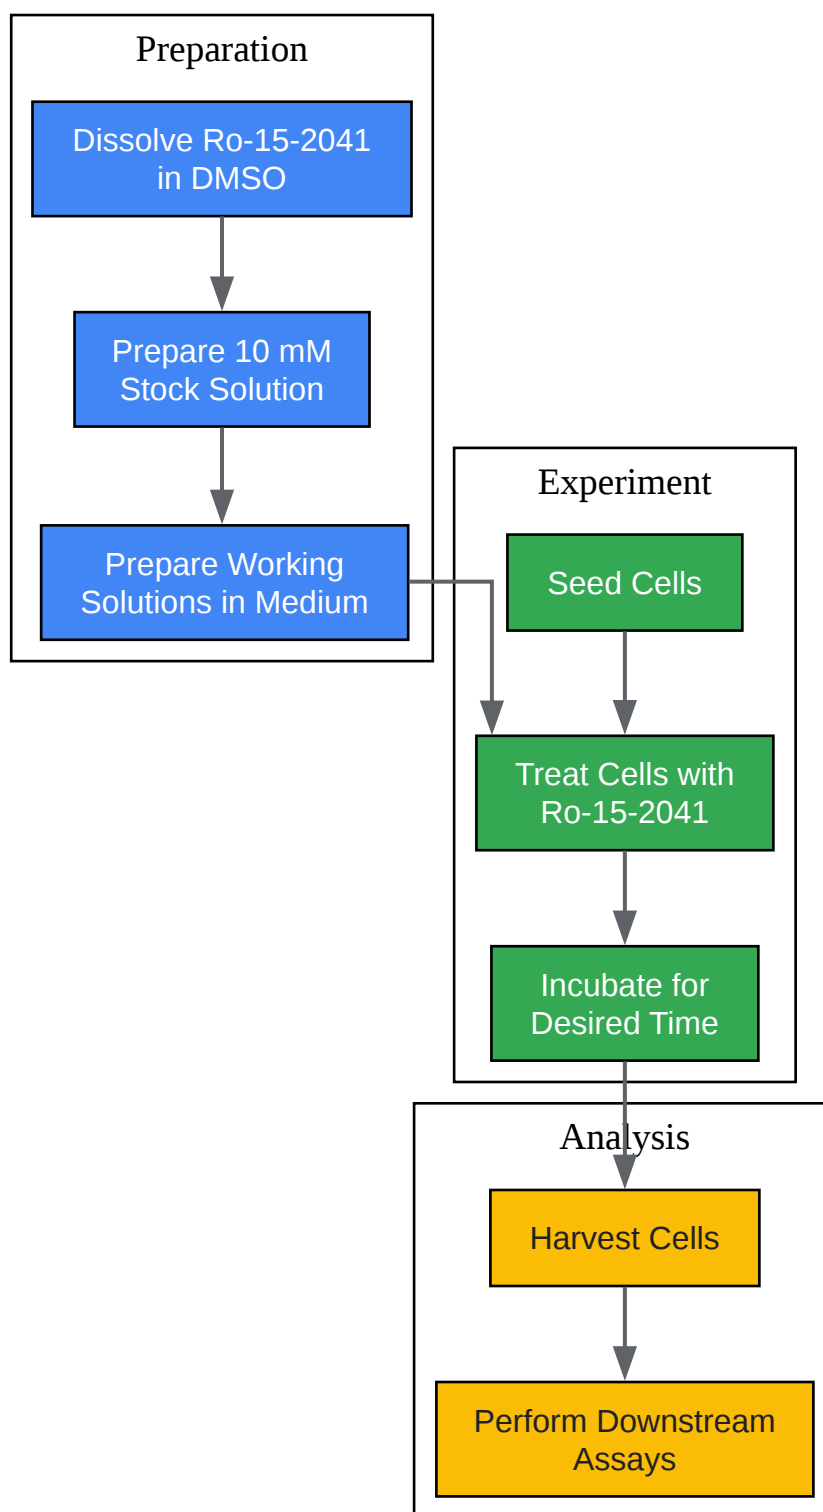 Preparation
Dissolve Ro-15-2041
in DMSO
Prepare 10 mM
Stock Solution
Prepare Working
Solutions in Medium
Experiment
Seed Cells
Treat Cells with
Ro-15-2041
Incubate for
Desired Time
Analysis
Harvest Cells
Perform Downstream
Assays